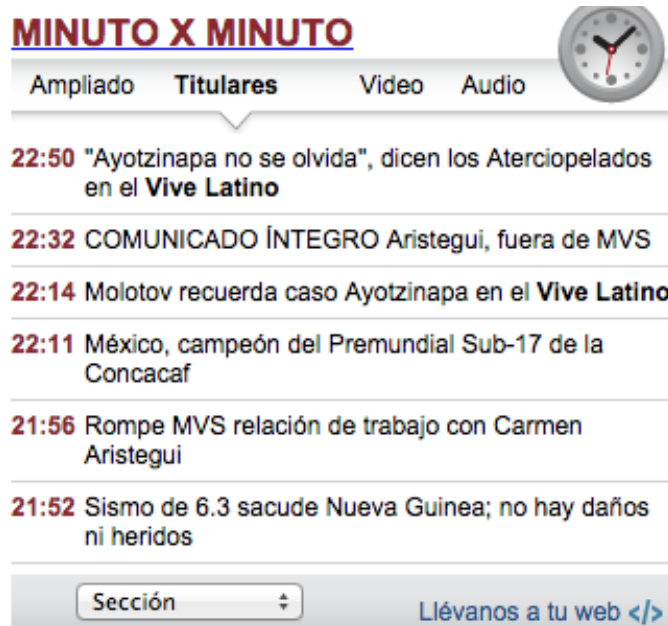 MINUTO X MINUTO
Ampliado Titulares Video Audio
22:50 "Ayotzinapa no se olvida", dicen los Aterciopelados
en el Vive Latino
22:32 COMUNICADO ÍNTEGRO Aristegui, fuera de MVS
22:14 Molotov recuerda caso Ayotzinapa en el Vive Latino
22:11 México, campeón del Premundial Sub-17 de la
Concacaf
21:56 Rompe MVS relación de trabajo con Carmen
Aristegui
21:52 Sismo de 6.3 sacude Nueva Guinea; no hay daños
ni heridos
Sección Llévanos a tu web </>